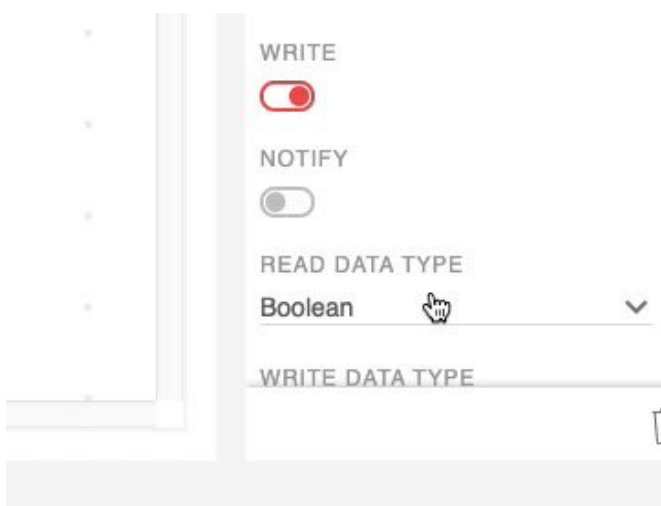 WRITE
NOTIFY
READ DATA TYPE
Boolean
WRITE DATA TYPE